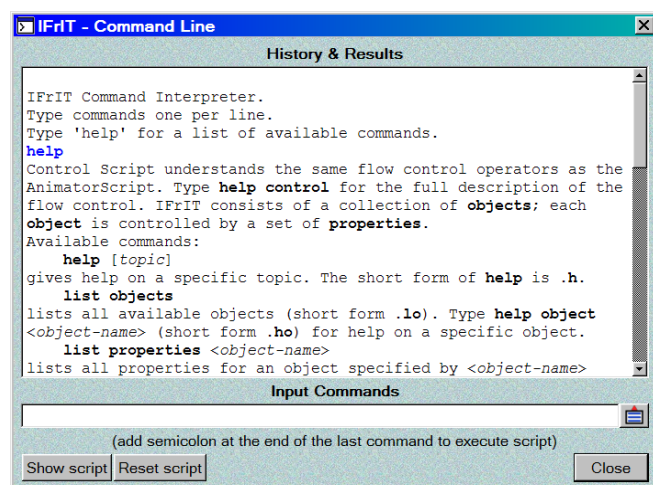 IFrIT - Command Line
History & Results
IFrIT Command Interpreter.
Type commands one per line.
Type 'help' for a list of available commands.
help
Control Script understands the same flow control operators as the
AnimatorScript. Type help control for the full description of the
flow control. IFrIT consists of a collection of objects; each
object is controlled by a set of properties.
Available commands:
help [topic]
gives help on a specific topic. The short form of help is .h.
list objects
lists all available objects (short form .lo). Type help object
<object-name> (short form .ho) for help on a specific object.
list properties <object-name>
lists all properties for an object specified by <object-name>
Input Commands
(add semicolon at the end of the last command to execute script)
Show script Reset script Close